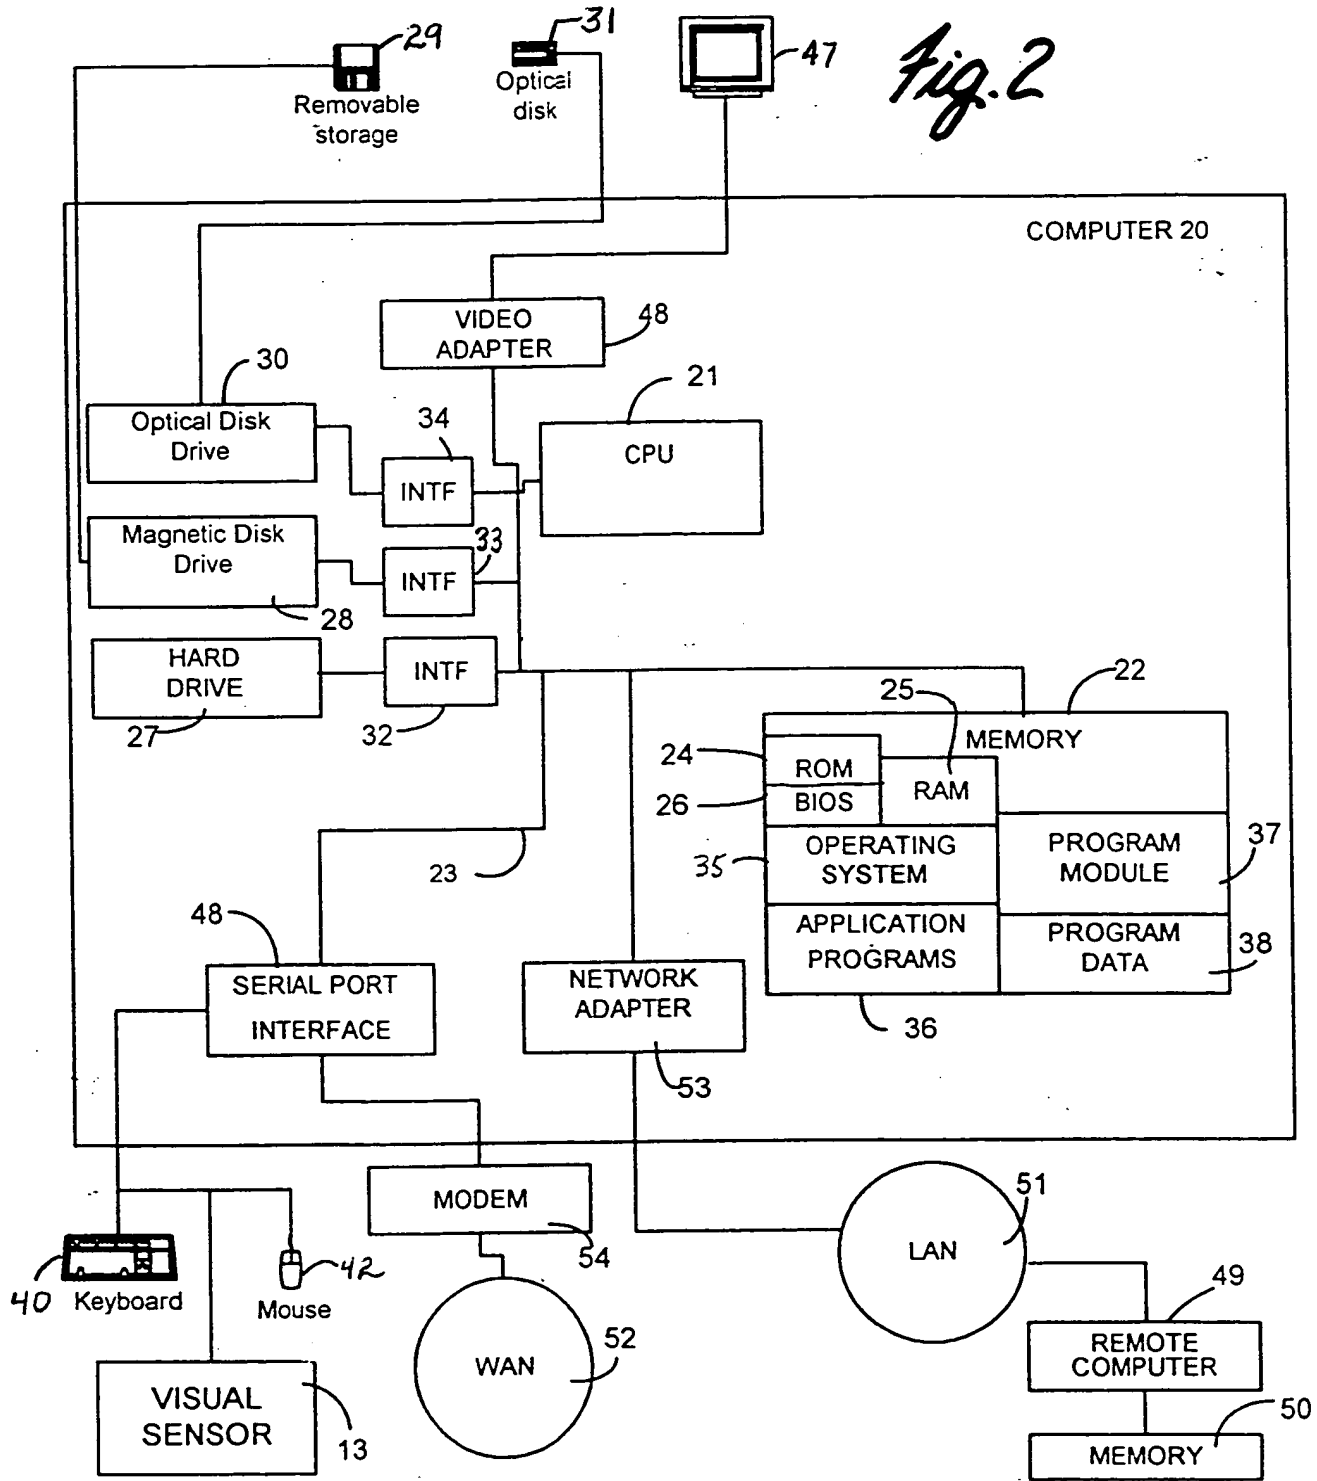 29
31
47
Fig. 2
Removable
storage
Optical
disk
COMPUTER 20
VIDEO
ADAPTER
48
30
21
Optical Disk
Drive
34
INTF
CPU
Magnetic Disk
Drive
28
INTF
33
HARD
DRIVE
27
INTF
32
22
25
MEMORY
24
ROM
26
BIOS
RAM
35
OPERATING
SYSTEM
PROGRAM
MODULE
37
APPLICATION
PROGRAMS
36
PROGRAM
DATA
38
23
48
SERIAL PORT
INTERFACE
NETWORK
ADAPTER
53
MODEM
54
LAN
51
40
Keyboard
42
Mouse
WAN
52
49
REMOTE
COMPUTER
VISUAL
SENSOR
13
50
MEMORY